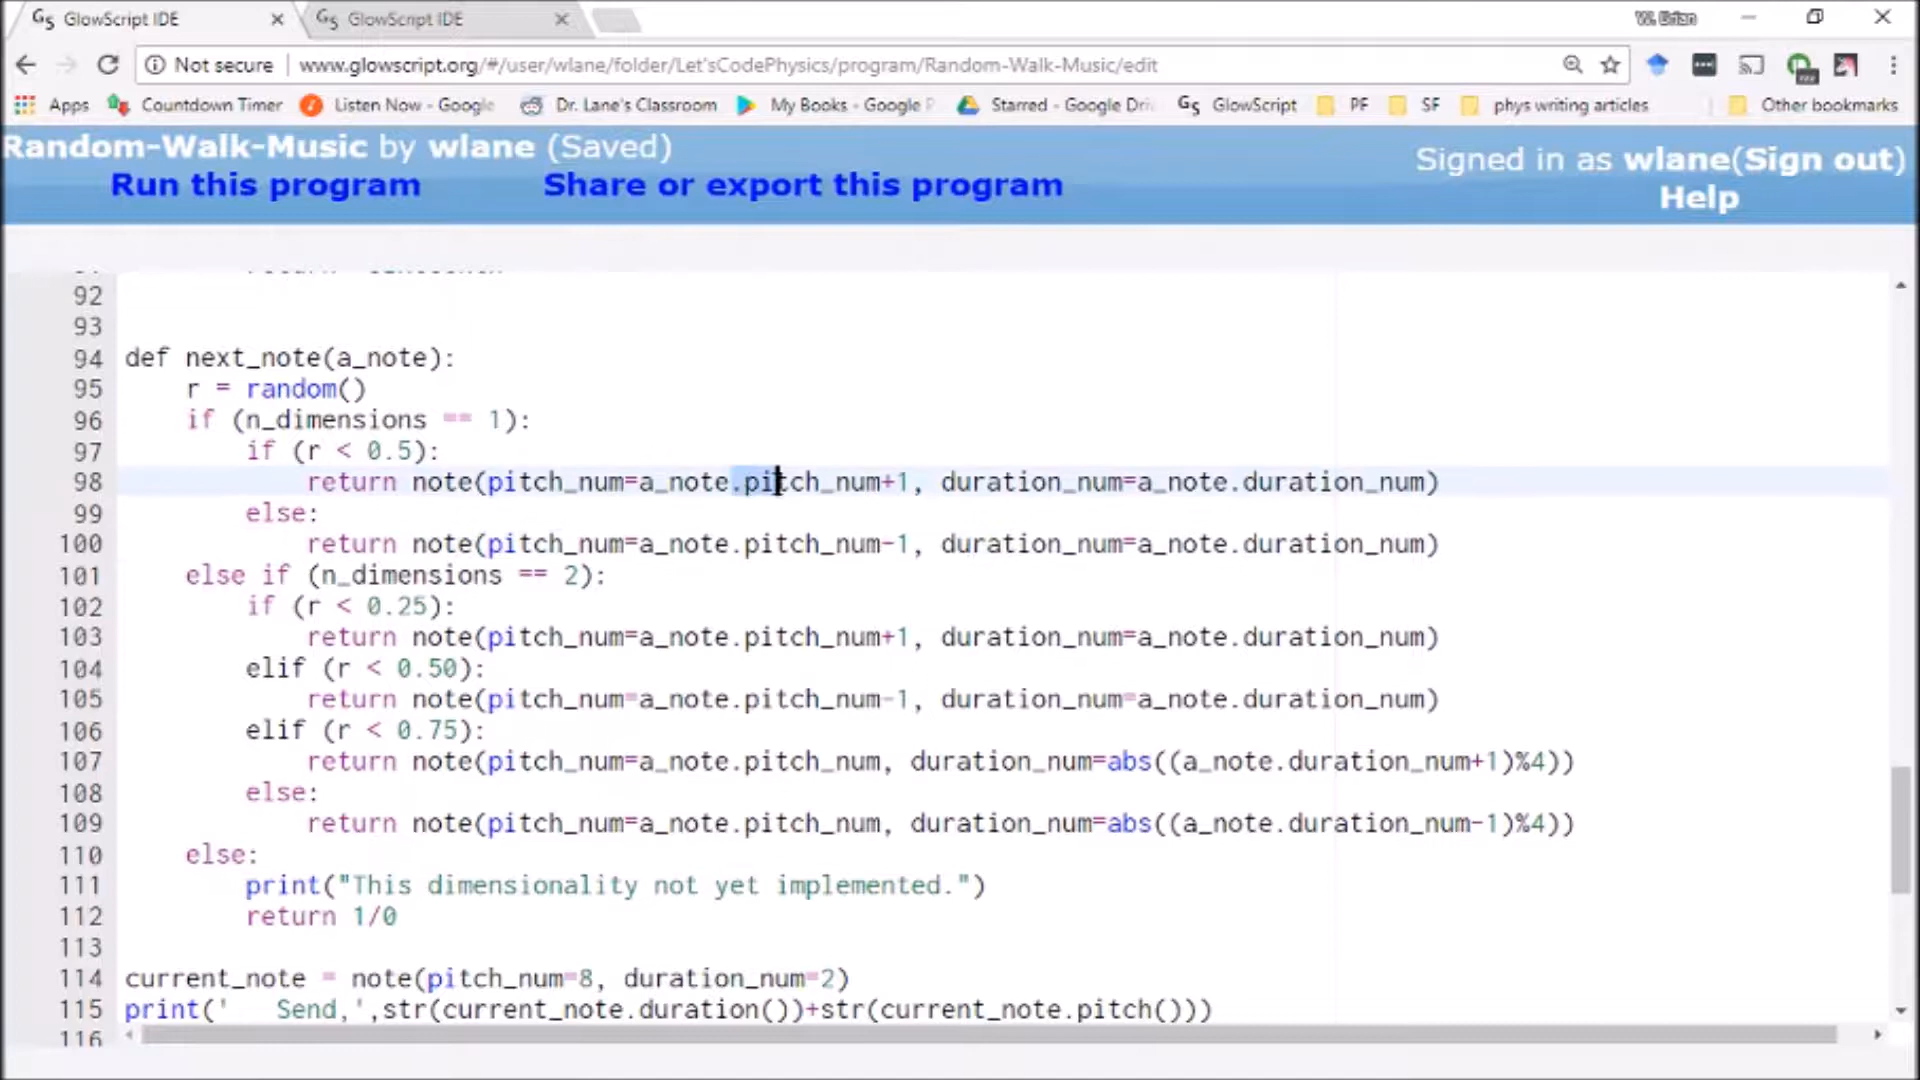 GlowScript IDE GlowScript IDE W. Brian
Not secure www.glowscript.org/#/user/wlane/folder/Let'sCodePhysics/program/Random-Walk-Music/edit
Apps Countdown Timer Listen Now - Google Dr. Lane's Classroom My Books - Google P Starred - Google Dri GlowScript PF SF phys writing articles Other bookmarks
Random-Walk-Music by wlane (Saved) Signed in as wlane(Sign out)
Run this program Share or export this program Help
92
93
94 def next_note(a_note):
95 r = random()
96 if (n_dimensions == 1):
97 if (r < 0.5):
98 return note(pitch_num=a_note.pitch_num+1, duration_num=a_note.duration_num)
99 else:
100 return note(pitch_num=a_note.pitch_num-1, duration_num=a_note.duration_num)
101 else if (n_dimensions == 2):
102 if (r < 0.25):
103 return note(pitch_num=a_note.pitch_num+1, duration_num=a_note.duration_num)
104 elif (r < 0.50):
105 return note(pitch_num=a_note.pitch_num-1, duration_num=a_note.duration_num)
106 elif (r < 0.75):
107 return note(pitch_num=a_note.pitch_num, duration_num=abs((a_note.duration_num+1)%4))
108 else:
109 return note(pitch_num=a_note.pitch_num, duration_num=abs((a_note.duration_num-1)%4))
110 else:
111 print("This dimensionality not yet implemented.")
112 return 1/0
113
114 current_note = note(pitch_num=8, duration_num=2)
115 print('   Send,',str(current_note.duration())+str(current_note.pitch()))
116